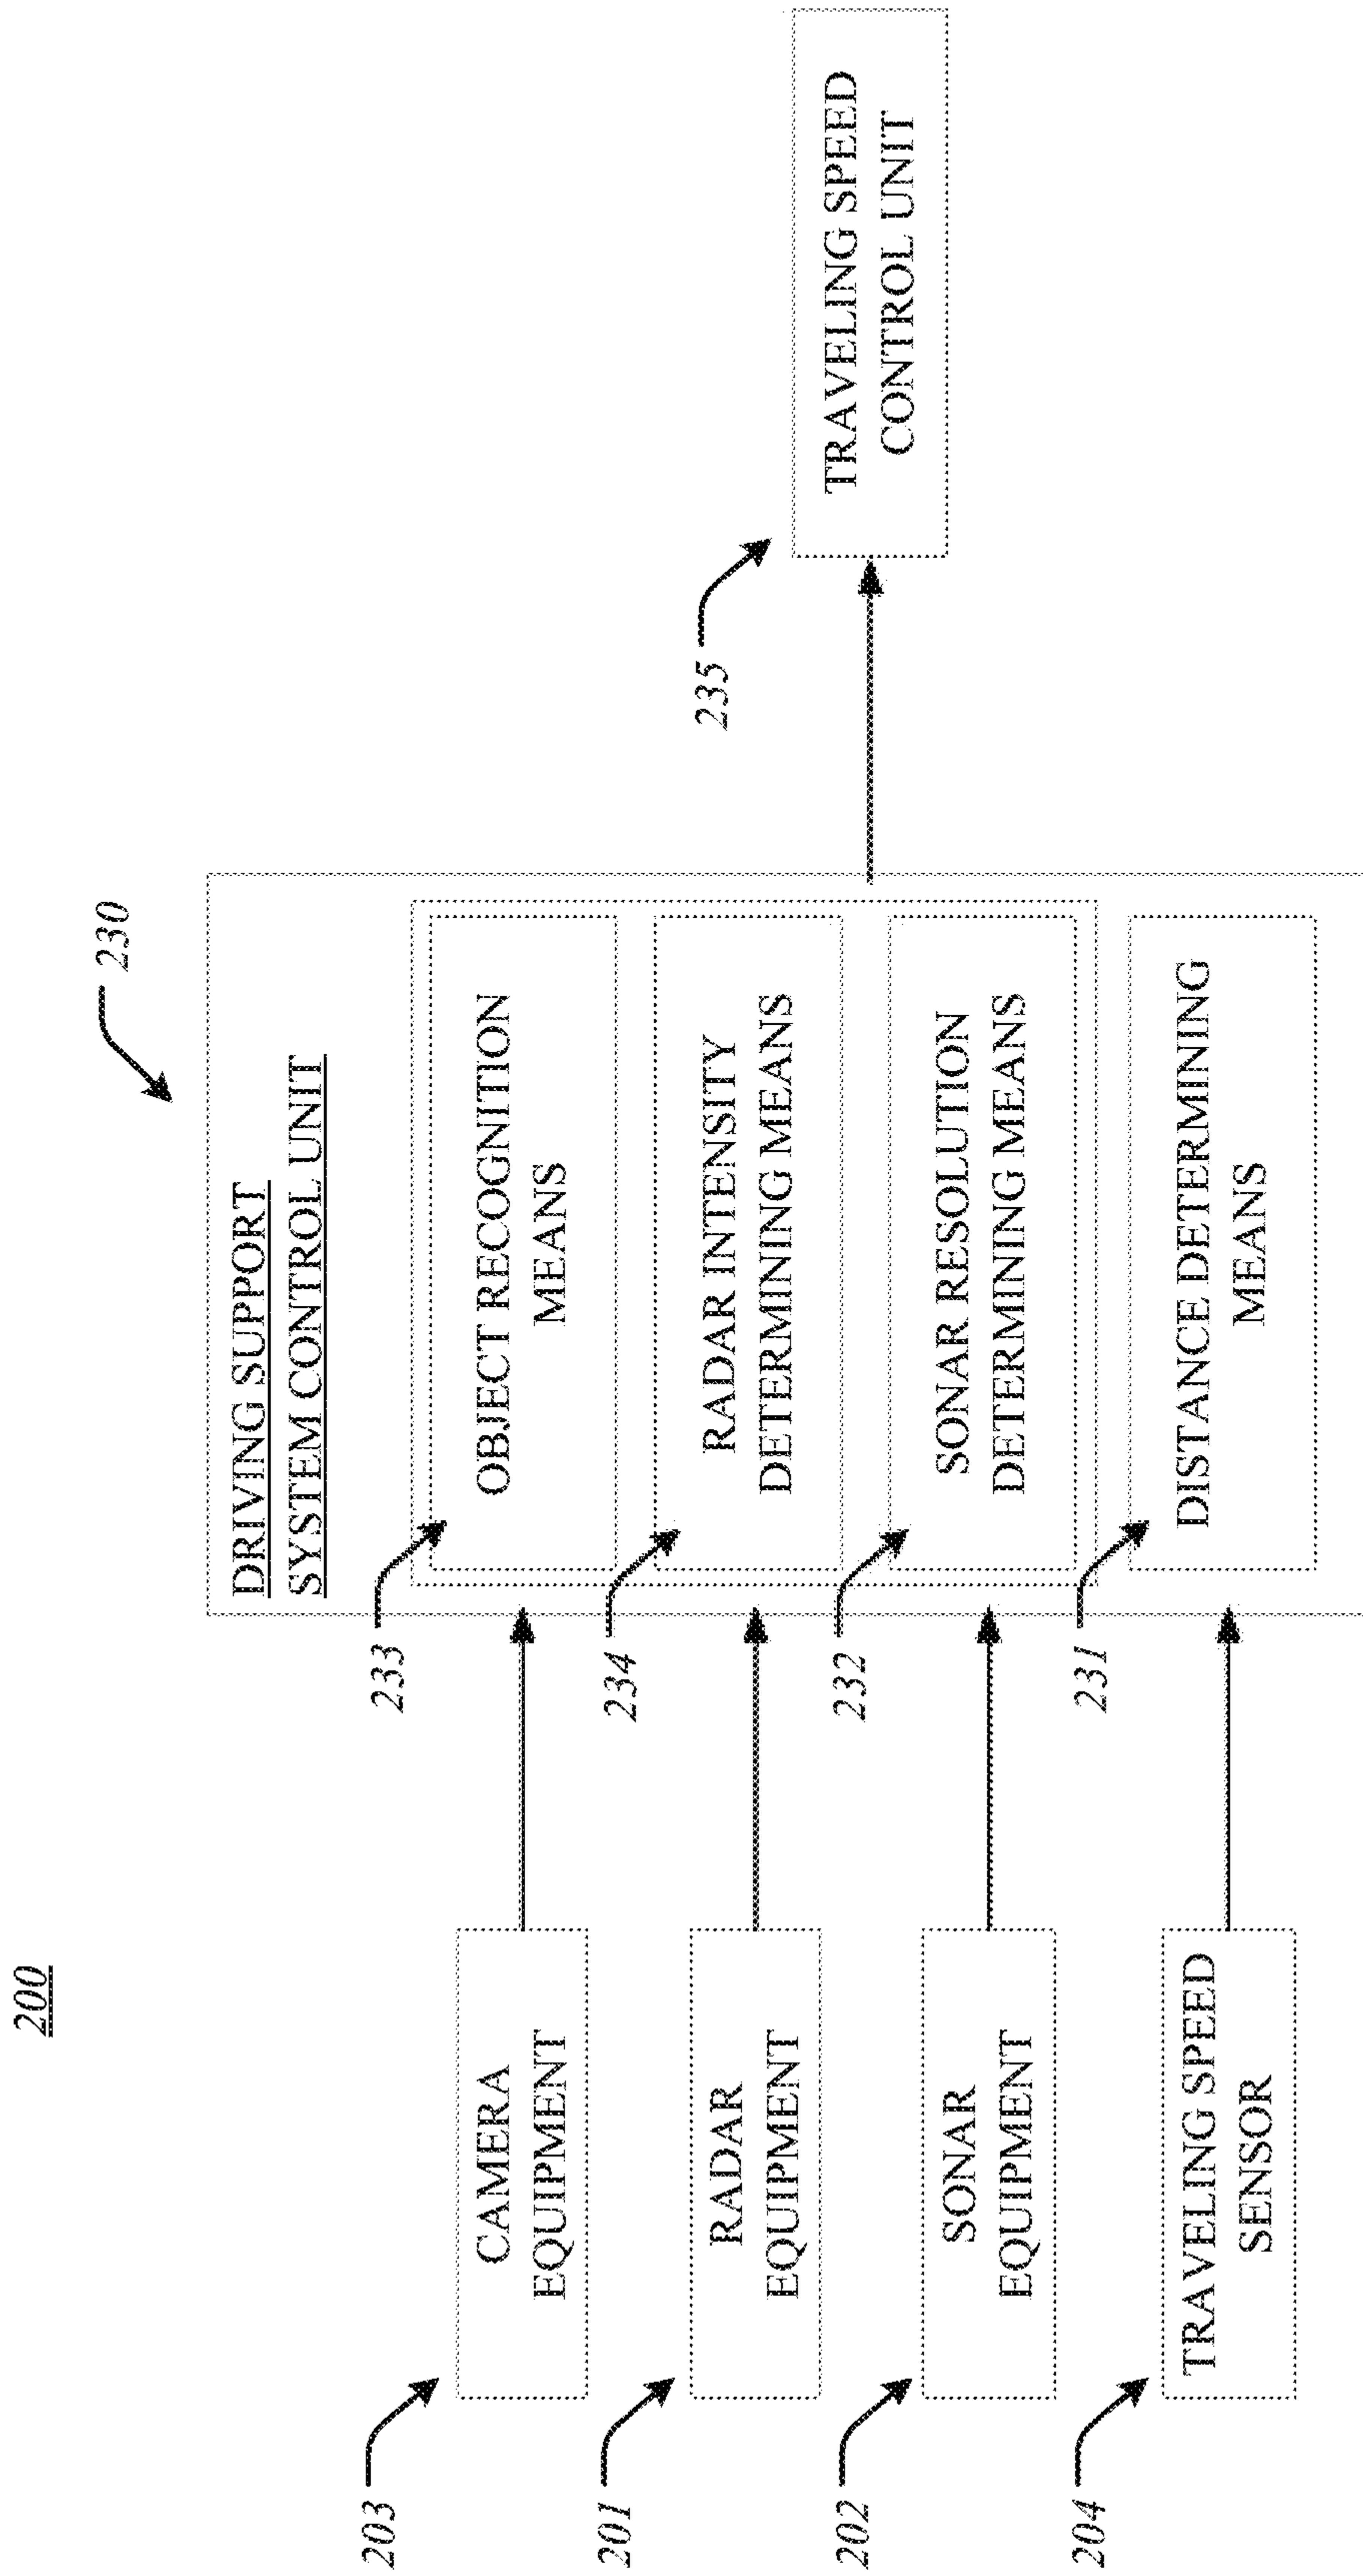 200
230
DRIVING SUPPORT
SYSTEM CONTROL UNIT
203
CAMERA
EQUIPMENT
233
OBJECT RECOGNITION
MEANS
201
RADAR
EQUIPMENT
234
RADAR INTENSITY
DETERMINING MEANS
235
TRAVELING SPEED
CONTROL UNIT
202
SONAR
EQUIPMENT
232
SONAR RESOLUTION
DETERMINING MEANS
204
TRAVELING SPEED
SENSOR
231
DISTANCE DETERMINING
MEANS